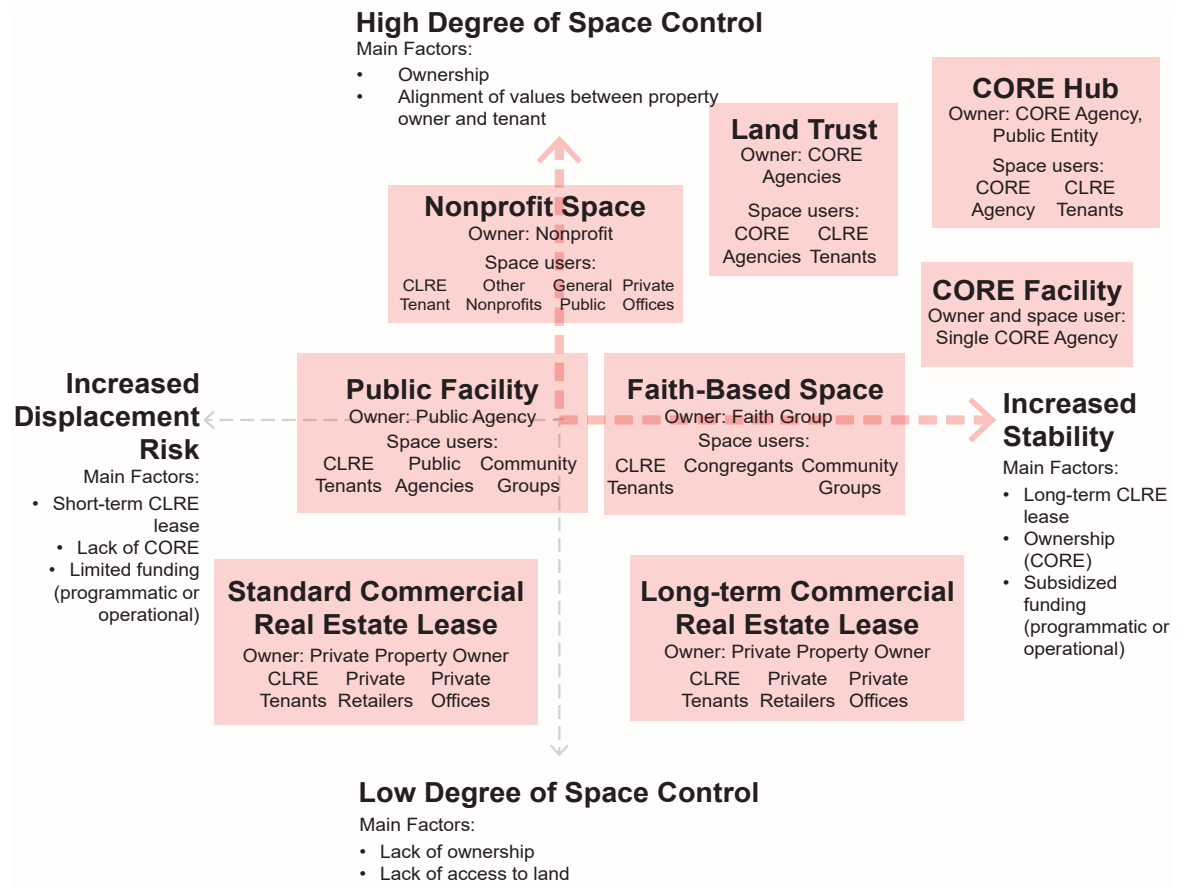 High Degree of Space Control
Main Factors:
• Ownership
• Alignment of values between property
owner and tenant
CORE Hub
Owner: CORE Agency,
Public Entity
Space users:
CORE CLRE
Agency Tenants
Land Trust
Owner: CORE
Agencies
Space users:
CORE CLRE
Agencies Tenants
Nonprofit Space
Owner: Nonprofit
Space users:
CLRE Other General Private
Tenant Nonprofits Public Offices
CORE Facility
Owner and space user:
Single CORE Agency
Increased
Displacement
Risk
Main Factors:
• Short-term CLRE
lease
• Lack of CORE
• Limited funding
(programmatic or
operational)
Public Facility
Owner: Public Agency
Space users:
CLRE Public Community
Tenants Agencies Groups
Faith-Based Space
Owner: Faith Group
Space users:
CLRE Congregants Community
Tenants Groups
Increased
Stability
Main Factors:
• Long-term CLRE
lease
• Ownership
(CORE)
• Subsidized
funding
(programmatic or
operational)
Standard Commercial
Real Estate Lease
Owner: Private Property Owner
CLRE Private Private
Tenants Retailers Offices
Long-term Commercial
Real Estate Lease
Owner: Private Property Owner
CLRE Private Private
Tenants Retailers Offices
Low Degree of Space Control
Main Factors:
• Lack of ownership
• Lack of access to land